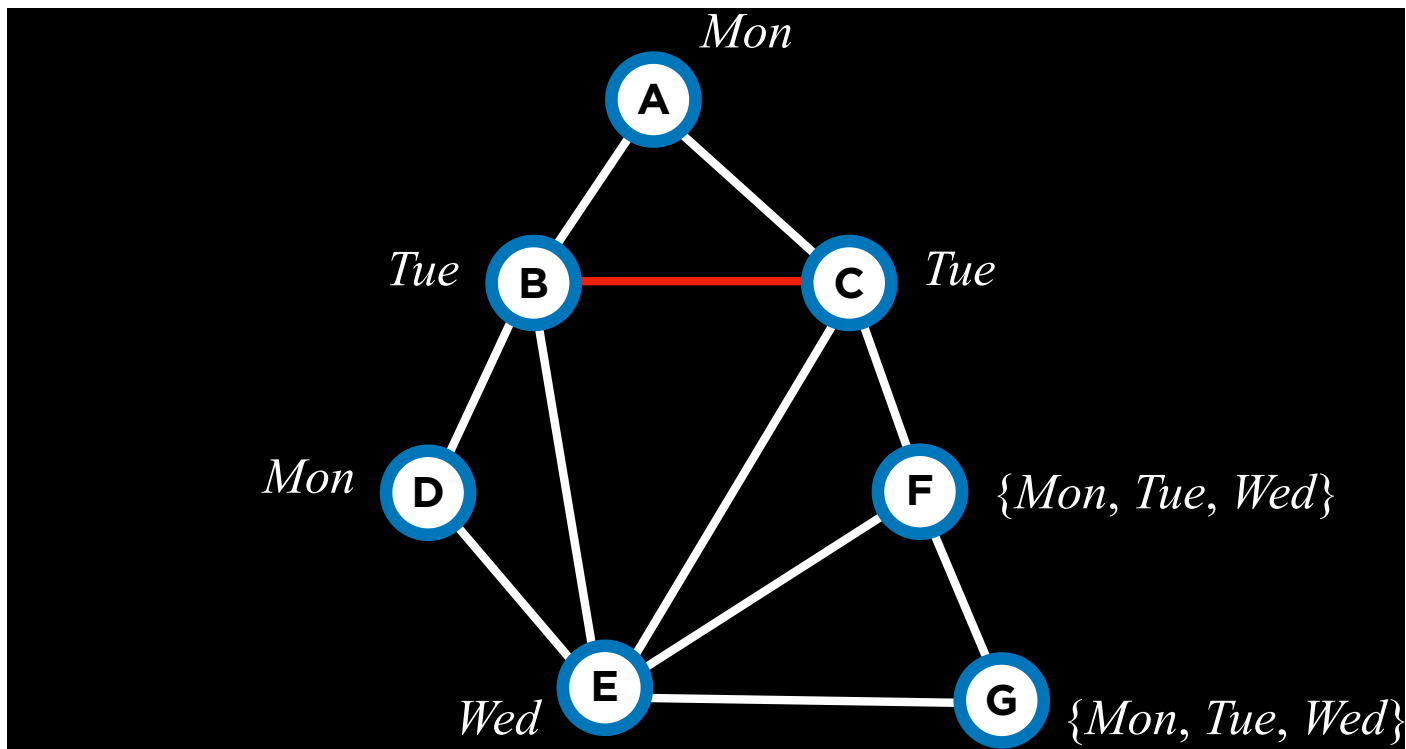 Mon
A
Tue
B
C
Tue
Mon
D
F
{Mon, Tue, Wed}
E
Wed
G
{Mon, Tue, Wed}